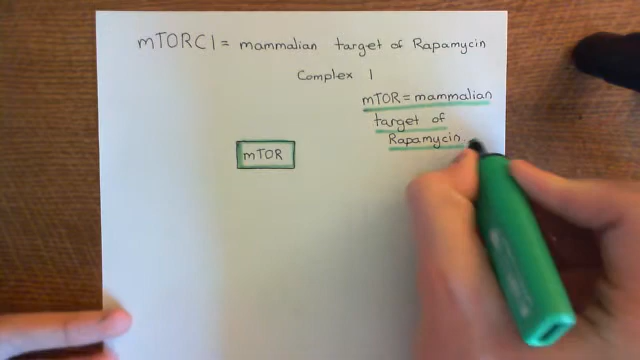 mTORC1 = mammalian target of Rapamycin
Complex 1
mTOR = mammalian
target of
Rapamycin.
mTOR